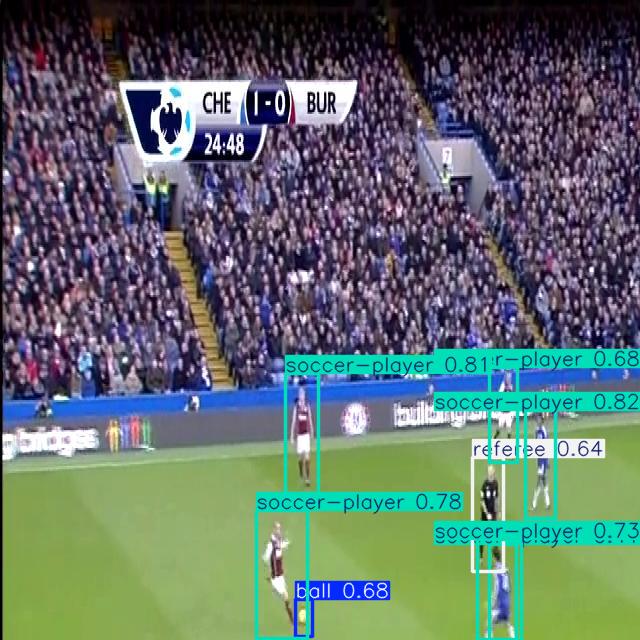 CHE 1-0 BUR
24:48
7
soccer-player 0.81
r-player 0.68
soccer-player 0.82
referee 0.64
soccer-player 0.78
soccer-player 0.73
ball 0.68